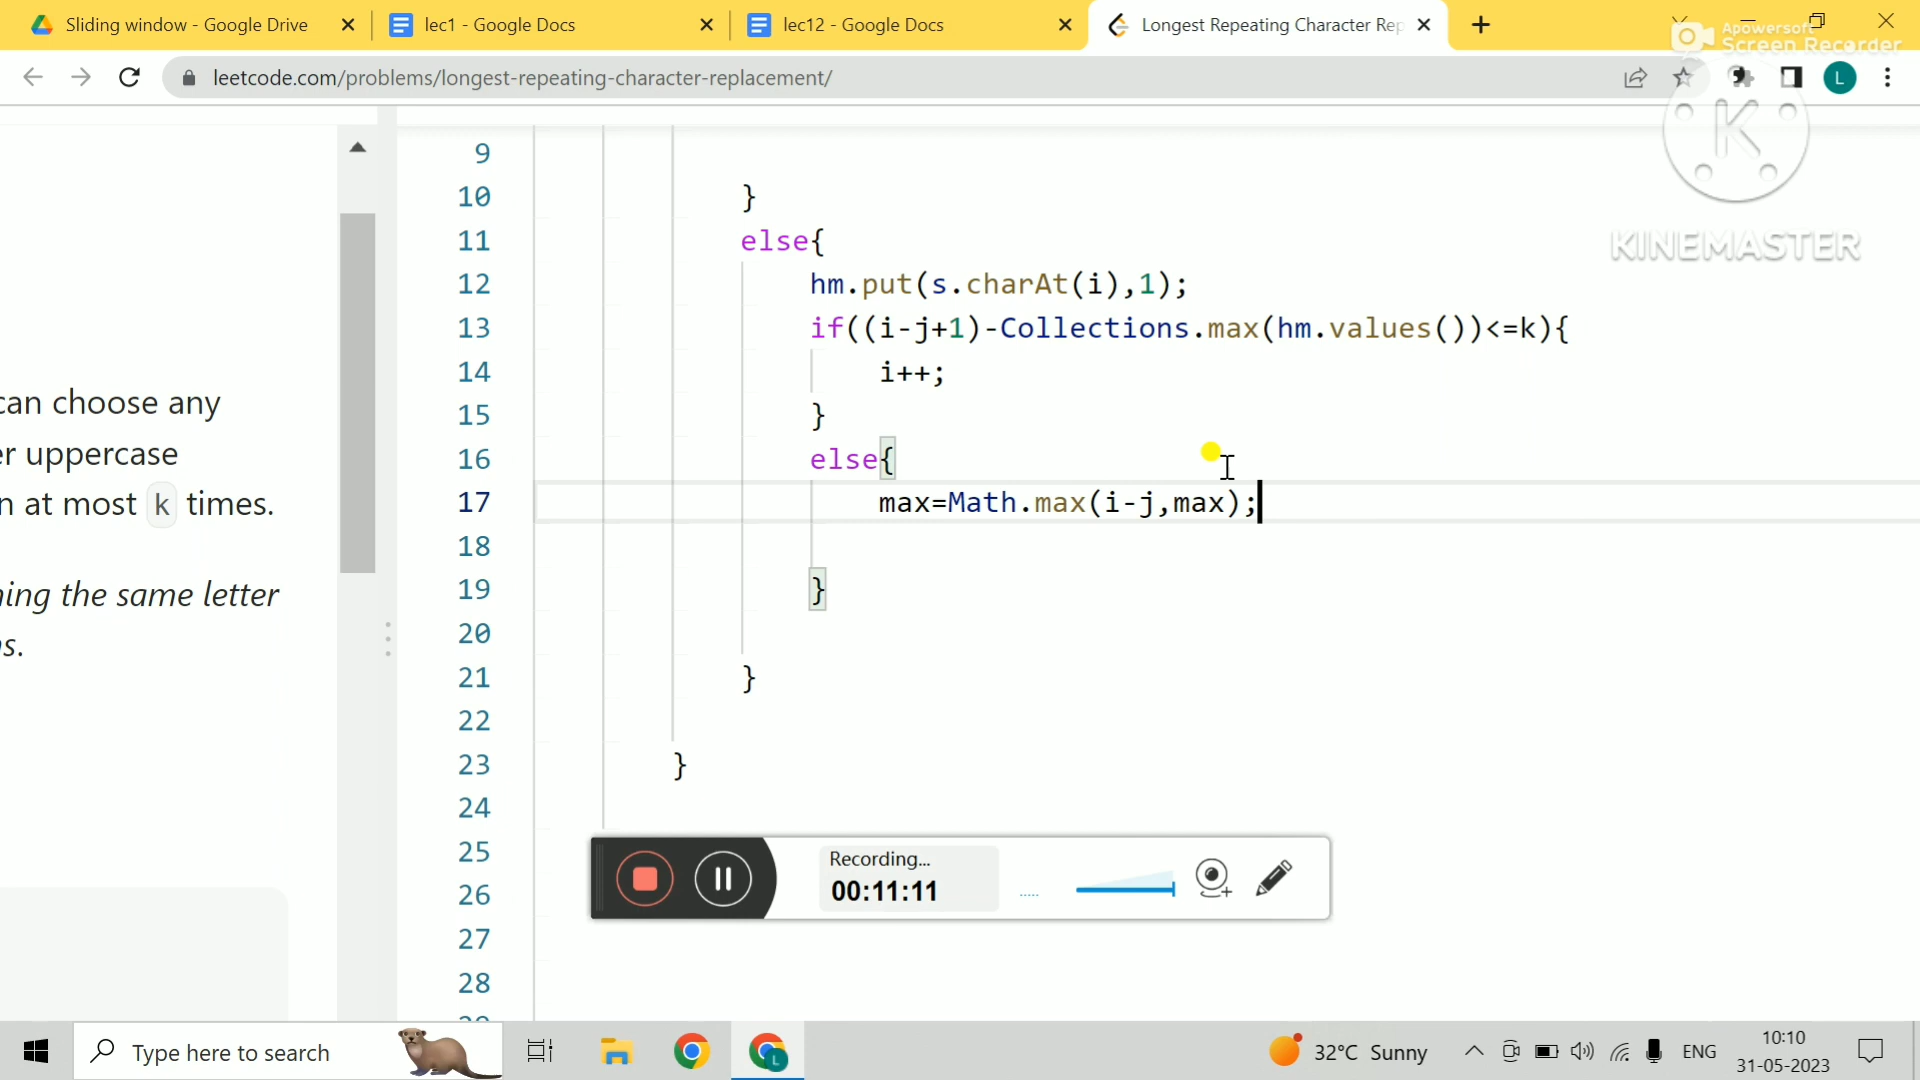 Sliding window - Google Drive
lec1 - Google Docs
lec12 - Google Docs
Longest Repeating Character Rep
Apowersoft
Screen Recorder
leetcode.com/problems/longest-repeating-character-replacement/
L
K
KINEMASTER
can choose any
er uppercase
n at most k times.
ning the same letter
s.
9
10 }
11 else{
12 hm.put(s.charAt(i),1);
13 if((i-j+1)-Collections.max(hm.values())<=k){
14 i++;
15 }
16 else{
17 max=Math.max(i-j,max);
18
19 }
20
21 }
22
23 }
24
25
26
27
28
Recording...
00:11:11
Type here to search
L
32°C Sunny
ENG
10:10
31-05-2023